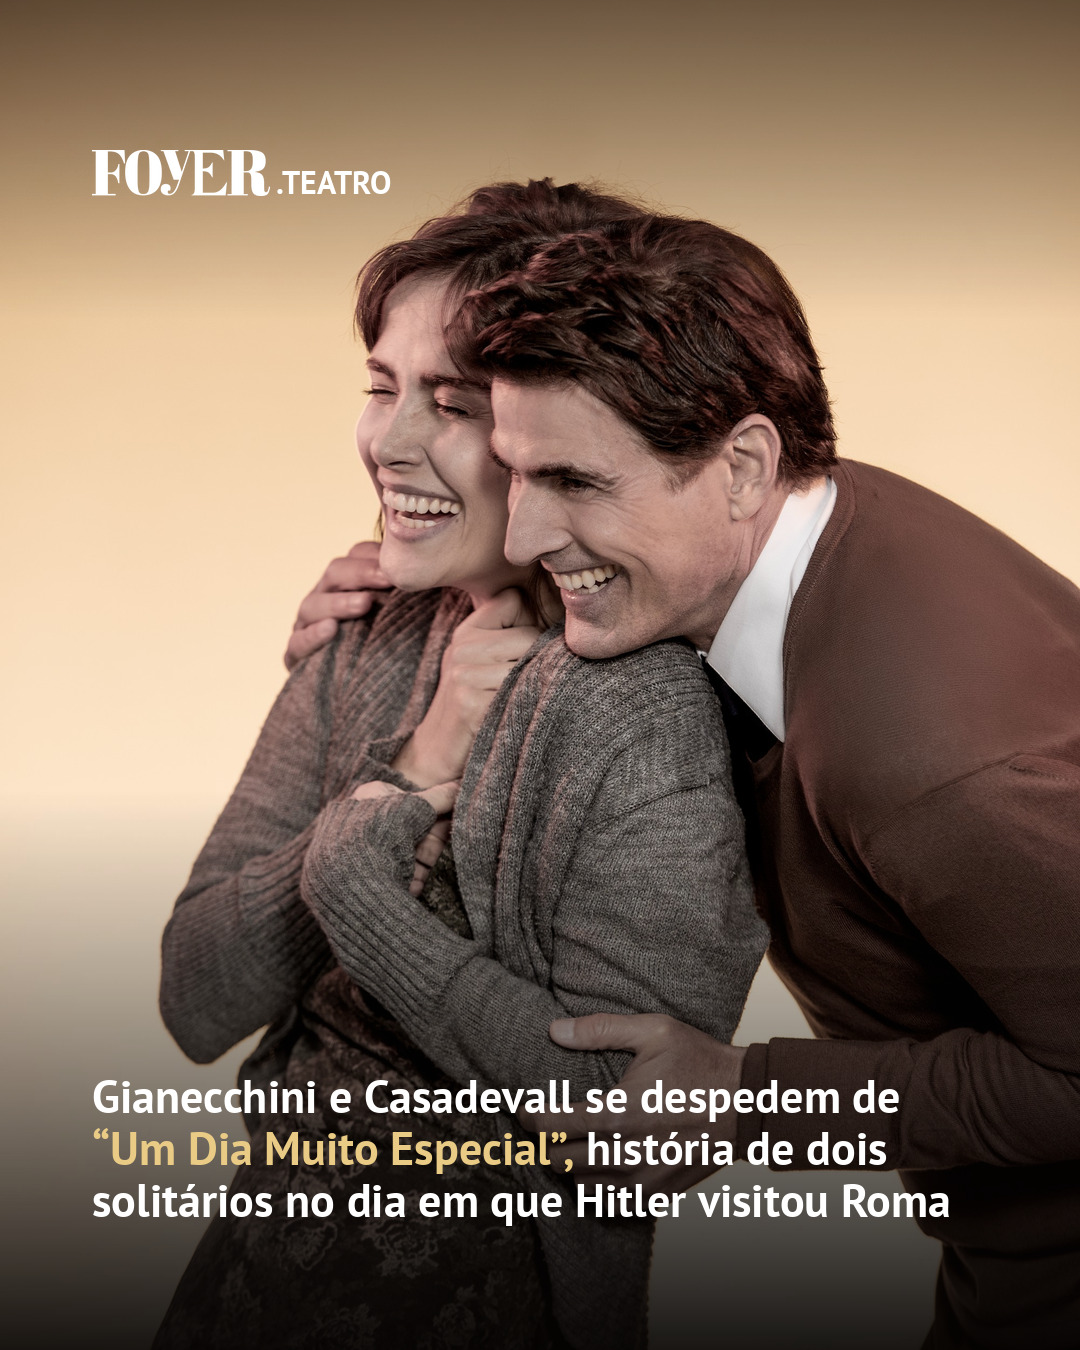 FOYER .TEATRO
Gianecchini e Casadevall se despedem de
“Um Dia Muito Especial”, história de dois
solitários no dia em que Hitler visitou Roma